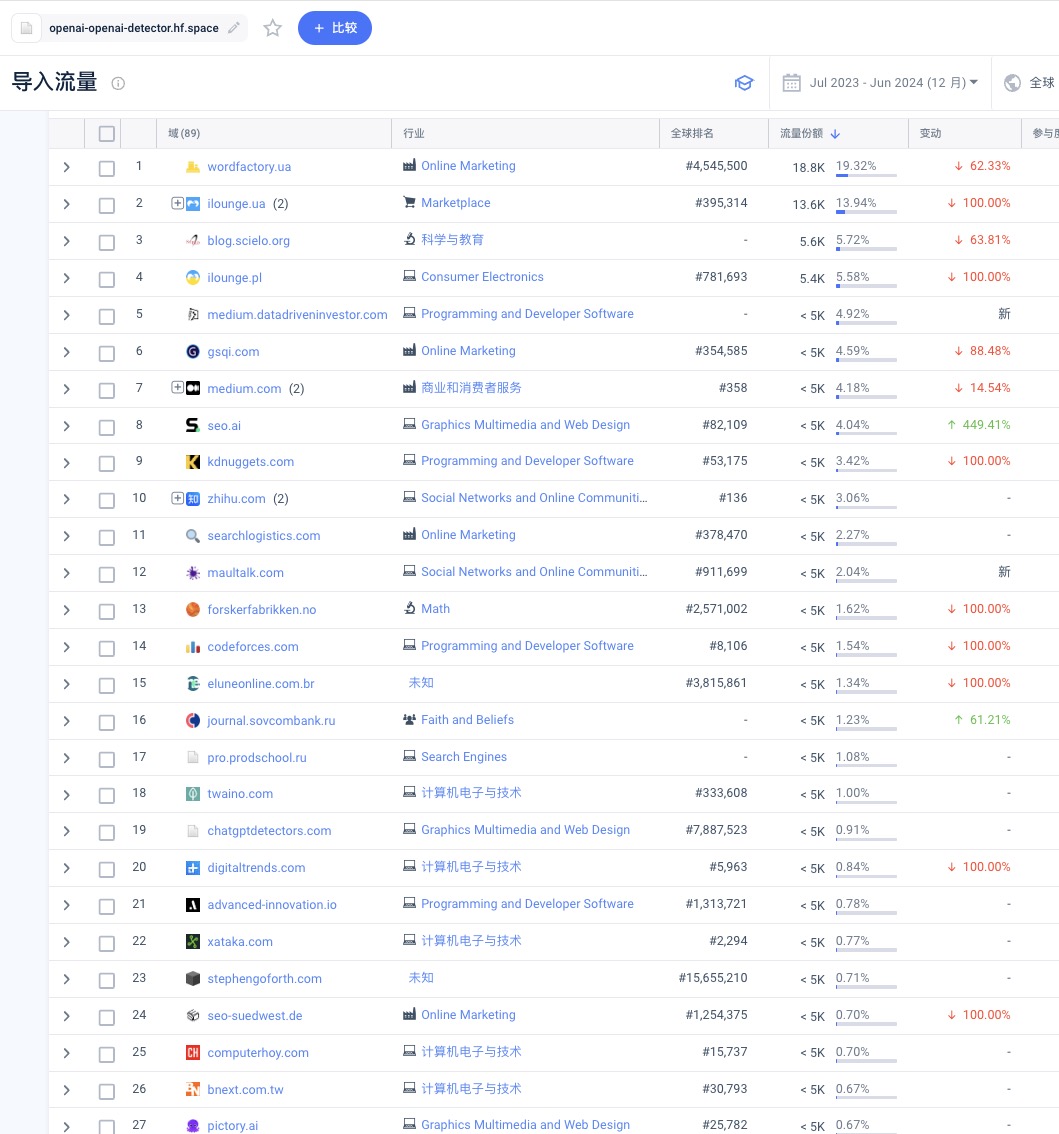 openai-openai-detector.hf.space
+ 比较
导入流量
Jul 2023 - Jun 2024 (12 月)
全球
域 (89) 行业 全球排名 流量份额 变动 参与度
1 wordfactory.ua Online Marketing #4,545,500 18.8K 19.32% ↓ 62.33%
2 ilounge.ua (2) Marketplace #395,314 13.6K 13.94% ↓ 100.00%
3 blog.scielo.org 科学与教育 - 5.6K 5.72% ↓ 63.81%
4 ilounge.pl Consumer Electronics #781,693 5.4K 5.58% ↓ 100.00%
5 medium.datadriveninvestor.com Programming and Developer Software - < 5K 4.92% 新
6 gsqi.com Online Marketing #354,585 < 5K 4.59% ↓ 88.48%
7 medium.com (2) 商业和消费者服务 #358 < 5K 4.18% ↓ 14.54%
8 seo.ai Graphics Multimedia and Web Design #82,109 < 5K 4.04% ↑ 449.41%
9 kdnuggets.com Programming and Developer Software #53,175 < 5K 3.42% ↓ 100.00%
10 zhihu.com (2) Social Networks and Online Communiti... #136 < 5K 3.06% -
11 searchlogistics.com Online Marketing #378,470 < 5K 2.27% -
12 maultalk.com Social Networks and Online Communiti... #911,699 < 5K 2.04% 新
13 forskerfabrikken.no Math #2,571,002 < 5K 1.62% ↓ 100.00%
14 codeforces.com Programming and Developer Software #8,106 < 5K 1.54% ↓ 100.00%
15 eluneonline.com.br 未知 #3,815,861 < 5K 1.34% ↓ 100.00%
16 journal.sovcombank.ru Faith and Beliefs - < 5K 1.23% ↑ 61.21%
17 pro.prodschool.ru Search Engines - < 5K 1.08% -
18 twaino.com 计算机电子与技术 #333,608 < 5K 1.00% -
19 chatgptdetectors.com Graphics Multimedia and Web Design #7,887,523 < 5K 0.91% -
20 digitaltrends.com 计算机电子与技术 #5,963 < 5K 0.84% ↓ 100.00%
21 advanced-innovation.io Programming and Developer Software #1,313,721 < 5K 0.78% -
22 xataka.com 计算机电子与技术 #2,294 < 5K 0.77% -
23 stephengoforth.com 未知 #15,655,210 < 5K 0.71% -
24 seo-suedwest.de Online Marketing #1,254,375 < 5K 0.70% ↓ 100.00%
25 computerhoy.com 计算机电子与技术 #15,737 < 5K 0.70% -
26 bnext.com.tw 计算机电子与技术 #30,793 < 5K 0.67% -
27 pictory.ai Graphics Multimedia and Web Design #25,782 < 5K 0.67% -